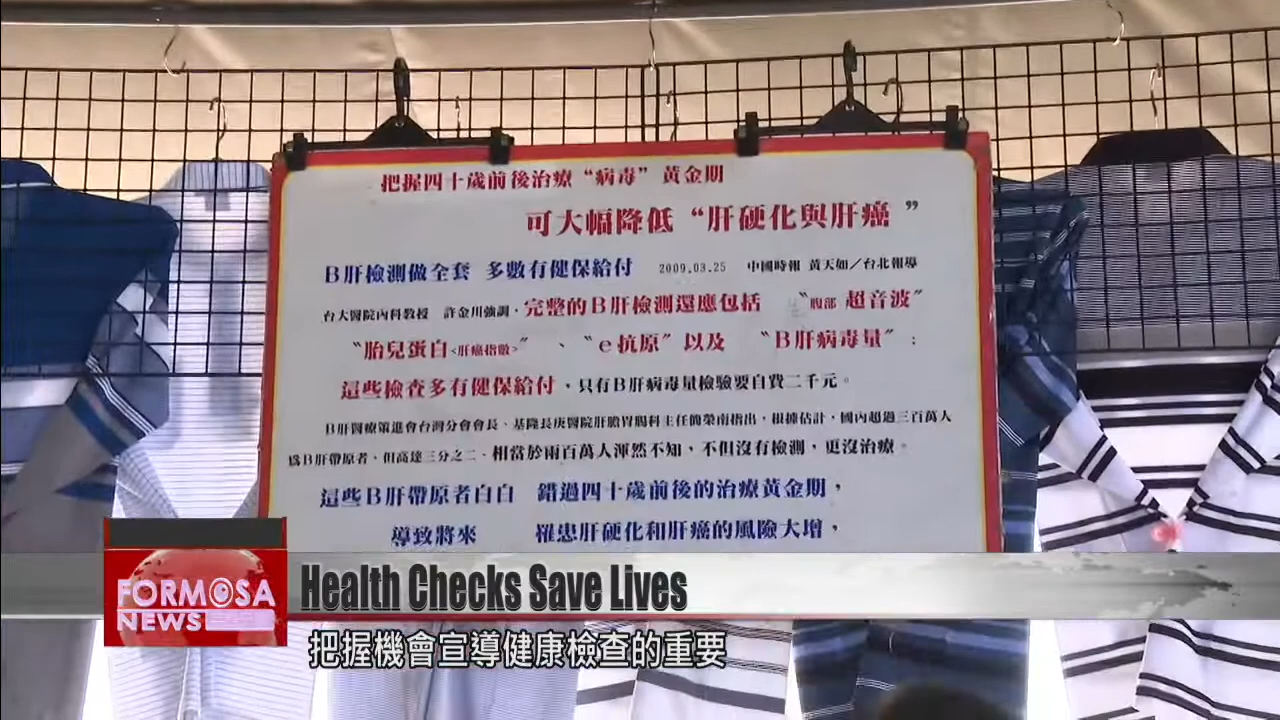 把握四十歲前後治療“病毒”黃金期
可大幅降低“肝硬化與肝癌”
B肝檢測做全套 多數有健保給付 2009.03.25 中國時報 黃天如／台北報導
台大醫院內科教授 許金川強調，完整的B肝檢測還應包括 “腹部 超音波”
“胎兒蛋白<肝癌指數>”、“e抗原”以及 “B肝病毒量”：
這些檢查多有健保給付，只有B肝病毒量檢驗要自費二千元。
B肝醫療策進會台灣分會會長、基隆長庚醫院肝膽胃腸科主任簡榮南指出，根據估計，國內超過三百萬人
為B肝帶原者，但高達三分之二，相當於兩百萬人渾然不知，不但沒有檢測，更沒治療。
這些B肝帶原者白白 錯過四十歲前後的治療黃金期，
導致將來 罹患肝硬化和肝癌的風險大增，
FORMOSA
NEWS
Health Checks Save Lives
把握機會宣導健康檢查的重要